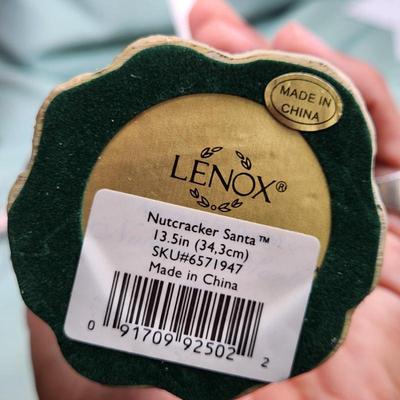 MADE IN
CHINA
LENOX®
Nutcracker Santa™
13.5in (34,3cm)
SKU#6571947
Made in China
0 91709 92502 2